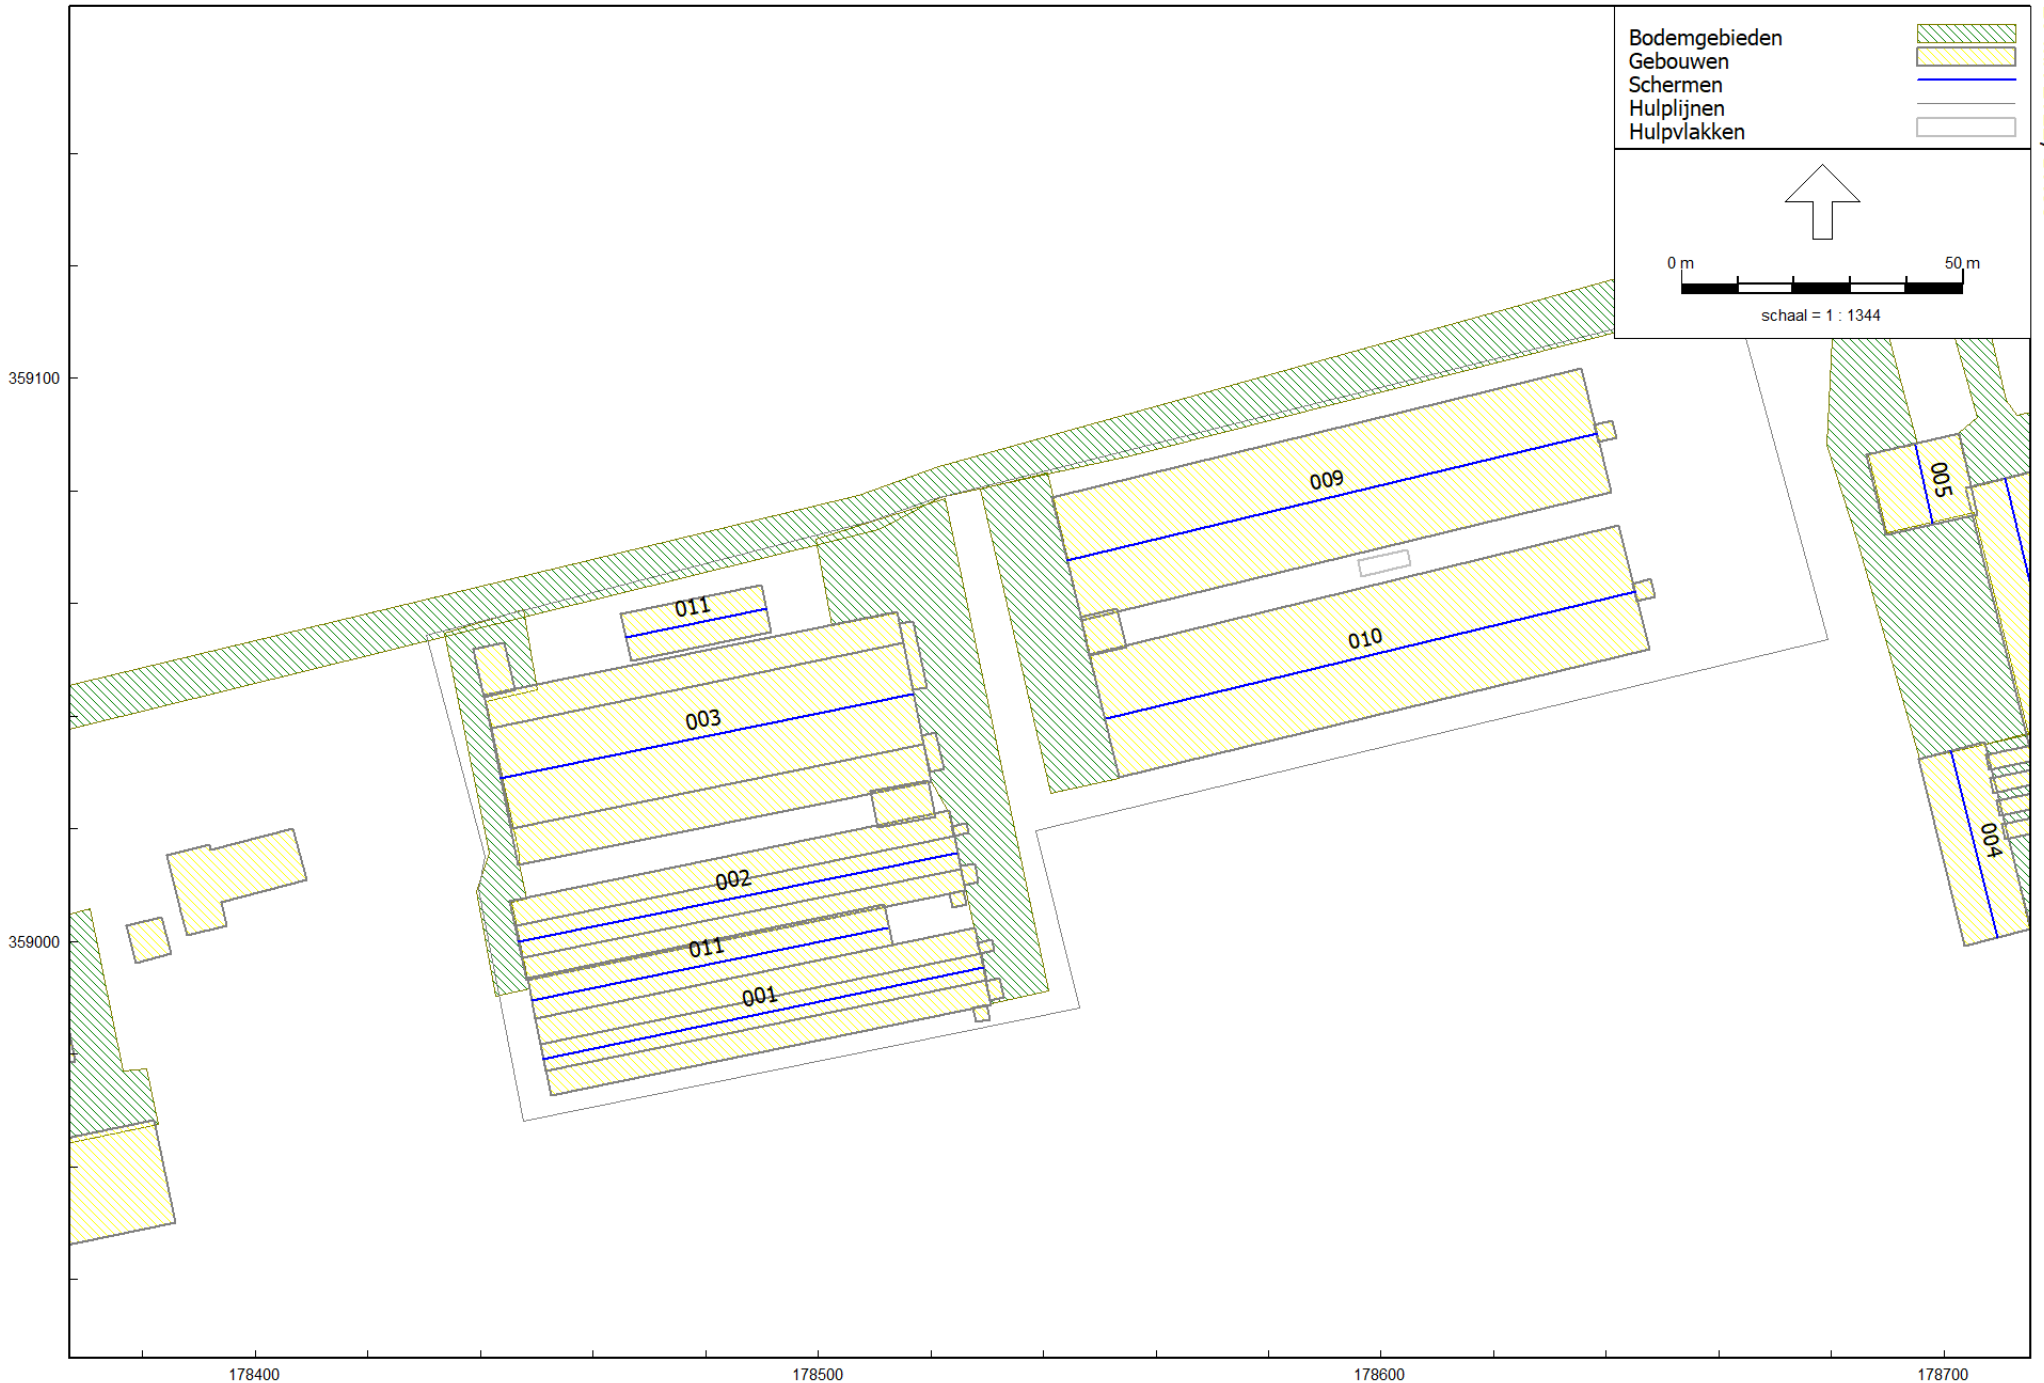 Bodemgebieden
Gebouwen
Schermen
Hulplijnen
Hulpvlakken
0 m 50 m
schaal = 1 : 1344
359100
009
005
011
010
003
004
002
359000
011
001
178400 178500 178600 178700